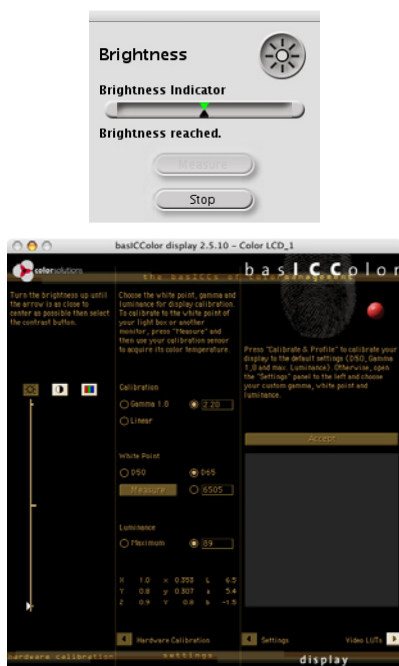 Brightness
Brightness Indicator
Brightness reached.
Measure
Stop
basICColor display 2.5.10 – Color LCD_1
colorsolutions
the basICCs of colormanagement
basICColor
Turn the brightness up until
the arrow is as close to
center as possible then select
the contrast button.
Choose the white point, gamma and
luminance for display calibration.
To calibrate to the white point of
your light box or another
monitor, press "Measure" and
then use your calibration sensor
to acquire its color temperature.
Press "Calibrate & Profile" to calibrate your
display to the default settings (D50, Gamma
1,8 and max. Luminance). Otherwise, open
the "Settings" panel to the left and choose
your custom gamma, white point and
luminance.
Calibration
Gamma 1.8 2.20
Linear
Accept
White Point
D50 D65
Measure 6505
Luminance
Maximum 89
X 1.0 x 0.353 L 6.5
Y 0.8 y 0.307 a 5.4
Z 0.9 Y 0.8 b -1.5
Hardware Calibration
Settings
Video LUTs
hardware calibration
settings
display